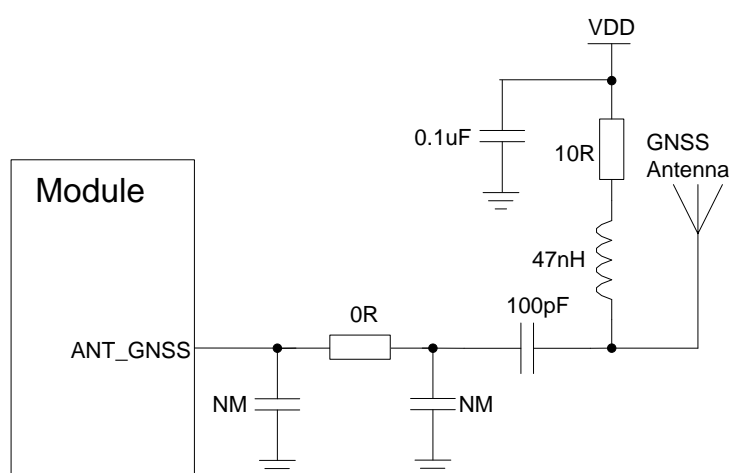 VDD
0.1uF
10R
GNSS
Antenna
Module
47nH
100pF
0R
ANT_GNSS
NM
NM